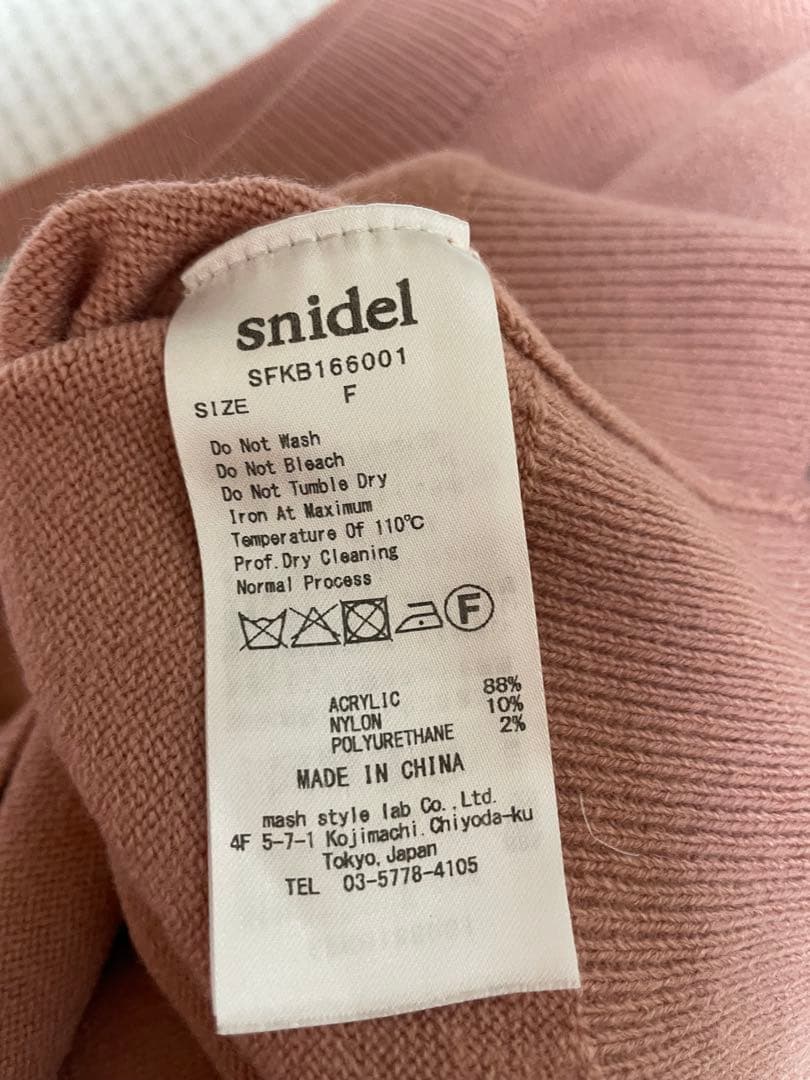 snidel
SFKB166001
SIZE F
Do Not Wash
Do Not Bleach
Do Not Tumble Dry
Iron At Maximum
Temperature Of 110℃
Prof.Dry Cleaning
Normal Process
F
ACRYLIC 88%
NYLON 10%
POLYURETHANE 2%
MADE IN CHINA
mash style lab Co.,Ltd.
4F 5-7-1 Kojimachi.Chiyoda-ku
Tokyo,Japan
TEL 03-5778-4105